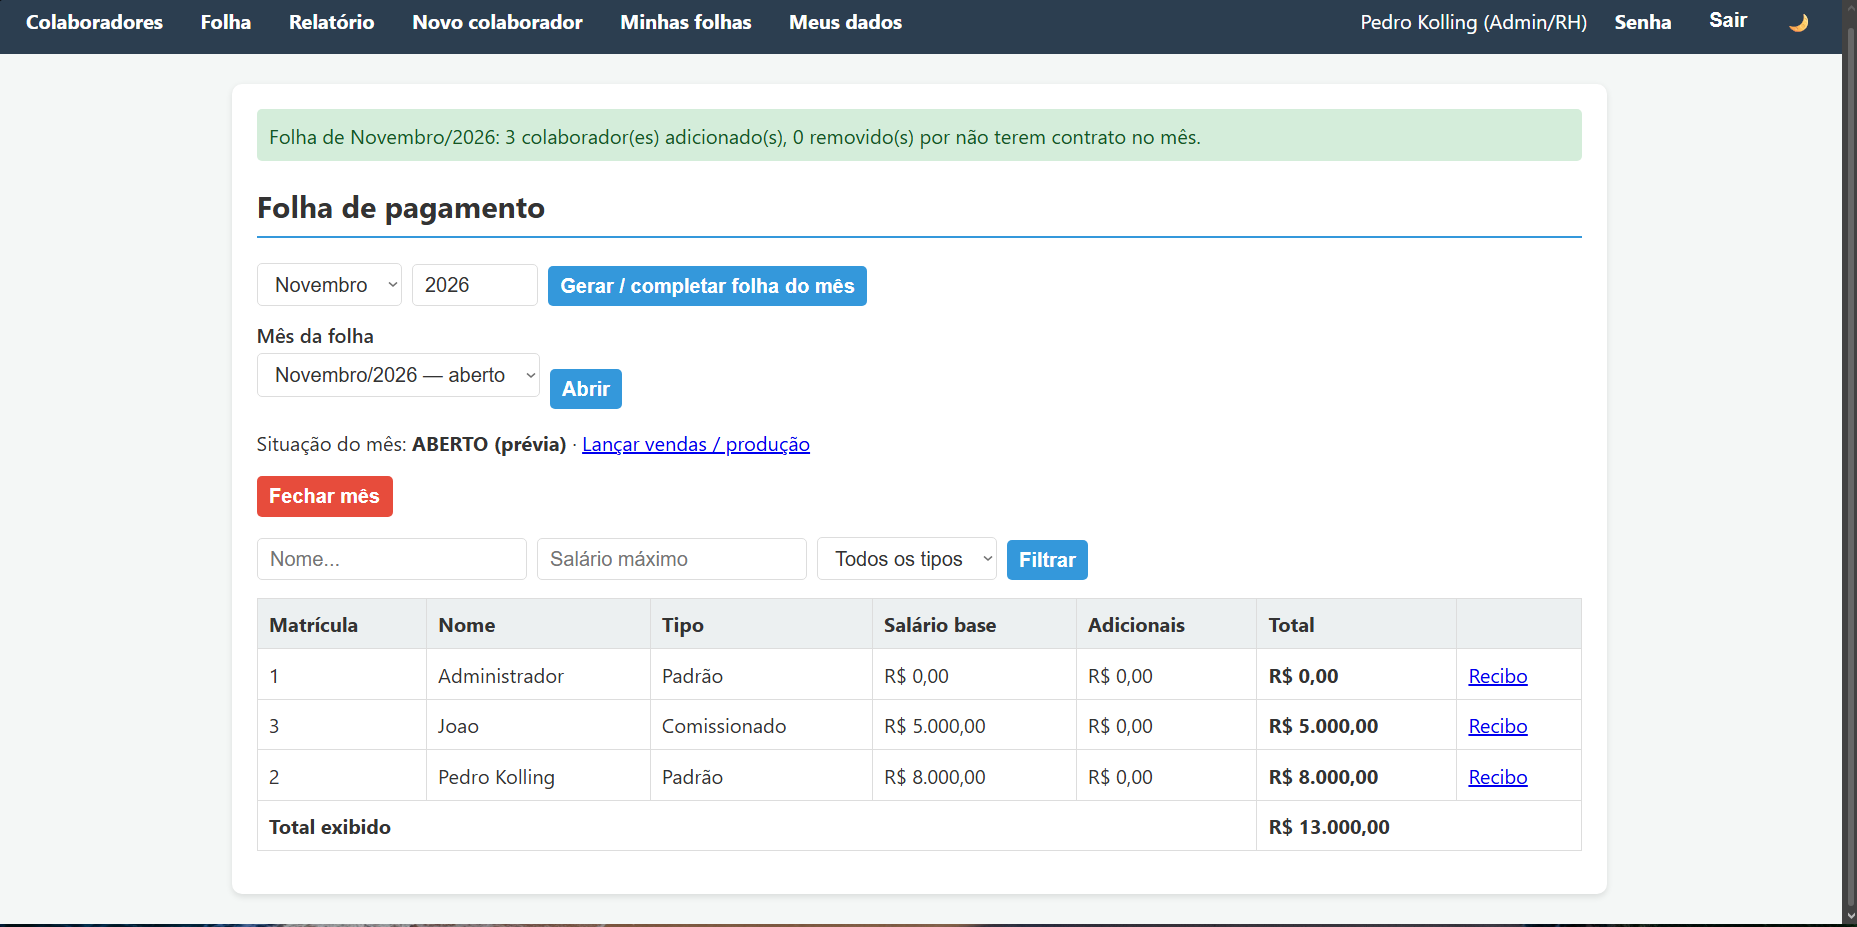 Colaboradores Folha Relatório Novo colaborador Minhas folhas Meus dados Pedro Kolling (Admin/RH) Senha Sair
Folha de Novembro/2026: 3 colaborador(es) adicionado(s), 0 removido(s) por não terem contrato no mês.
Folha de pagamento
Novembro 2026 Gerar / completar folha do mês
Mês da folha
Novembro/2026 — aberto Abrir
Situação do mês: ABERTO (prévia) · Lançar vendas / produção
Fechar mês
Nome... Salário máximo Todos os tipos Filtrar
Matrícula Nome Tipo Salário base Adicionais Total
1 Administrador Padrão R$ 0,00 R$ 0,00 R$ 0,00 Recibo
3 Joao Comissionado R$ 5.000,00 R$ 0,00 R$ 5.000,00 Recibo
2 Pedro Kolling Padrão R$ 8.000,00 R$ 0,00 R$ 8.000,00 Recibo
Total exibido R$ 13.000,00